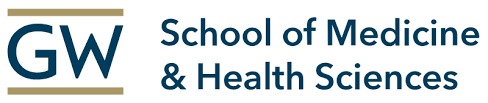 GW
School of Medicine
& Health Sciences